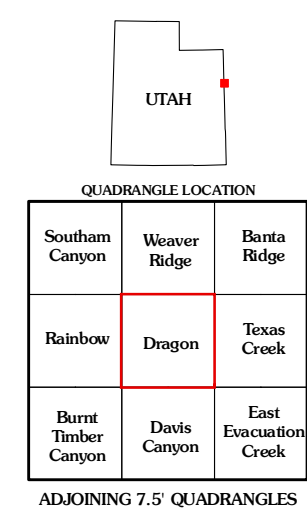 UTAH
QUADRANGLE LOCATION
Southam
Canyon
Weaver
Ridge
Banta
Ridge
Rainbow
Dragon
Texas
Creek
Burnt
Timber
Canyon
Davis
Canyon
East
Evacuation
Creek
ADJOINING 7.5' QUADRANGLES